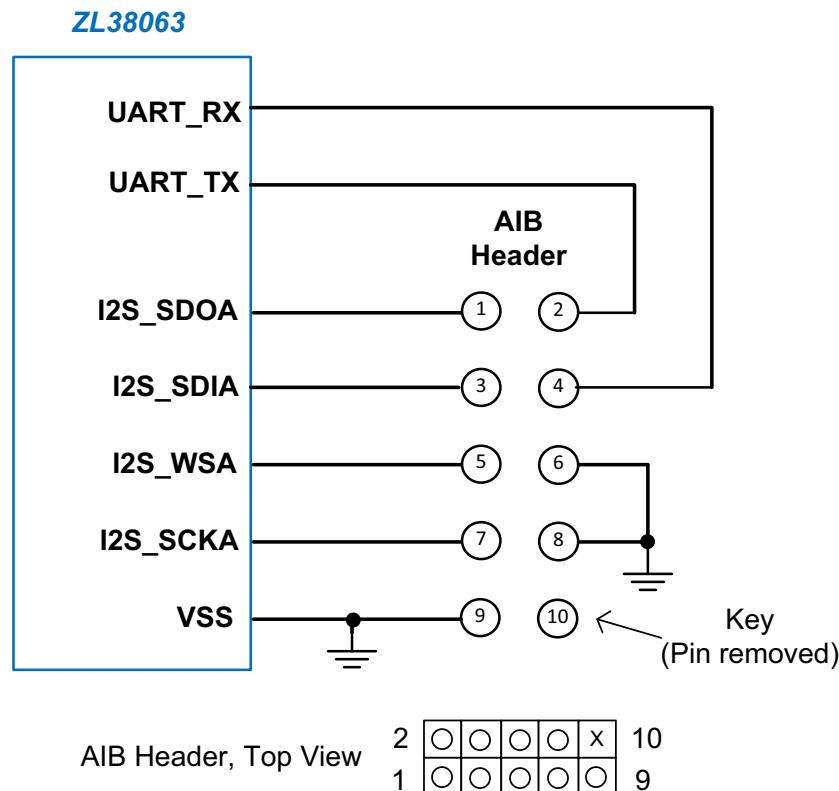 ZL38063
UART_RX
UART_TX
AIB
Header
I2S_SDOA
1
2
I2S_SDIA
3
4
I2S_WSA
5
6
I2S_SCKA
7
8
VSS
9
10
Key
(Pin removed)
AIB Header, Top View
2
X
10
1
9